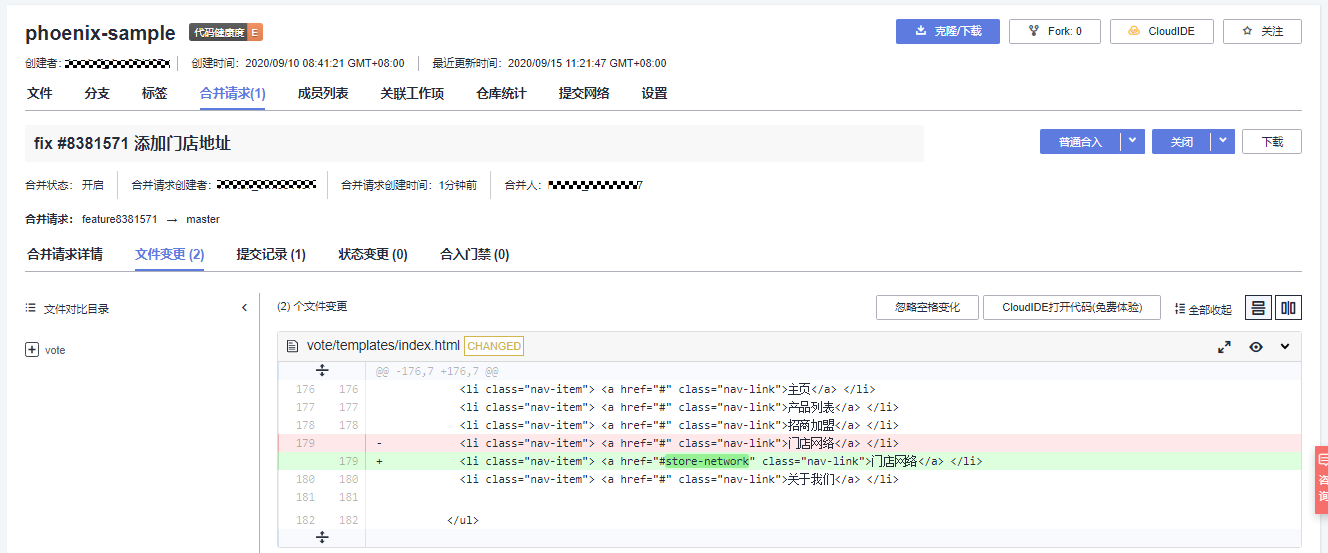 phoenix-sample 代码健康度 E 克隆/下载 Fork: 0 CloudIDE 关注
创建者: 创建时间: 2020/09/10 08:41:21 GMT+08:00 最近更新时间: 2020/09/15 11:21:47 GMT+08:00
文件 分支 标签 合并请求(1) 成员列表 关联工作项 仓库统计 提交网络 设置
fix #8381571 添加门店地址 普通合入 关闭 下载
合并状态: 开启 合并请求创建者: 合并请求创建时间: 1分钟前 合并人: 7
合并请求: feature8381571 → master
合并请求详情 文件变更 (2) 提交记录 (1) 状态变更 (0) 合入门禁 (0)
文件对比目录 (2) 个文件变更 忽略空格变化 CloudIDE打开代码(免费体验) 全部收起
vote
vote/templates/index.html CHANGED
@@ -176,7 +176,7 @@
176 176 <li class="nav-item"> <a href="#" class="nav-link">主页</a> </li>
177 177 <li class="nav-item"> <a href="#" class="nav-link">产品列表</a> </li>
178 178 <li class="nav-item"> <a href="#" class="nav-link">招商加盟</a> </li>
179 - <li class="nav-item"> <a href="#" class="nav-link">门店网络</a> </li>
179 + <li class="nav-item"> <a href="#store-network" class="nav-link">门店网络</a> </li>
180 180 <li class="nav-item"> <a href="#" class="nav-link">关于我们</a> </li>
181 181
182 182 </ul>
咨询